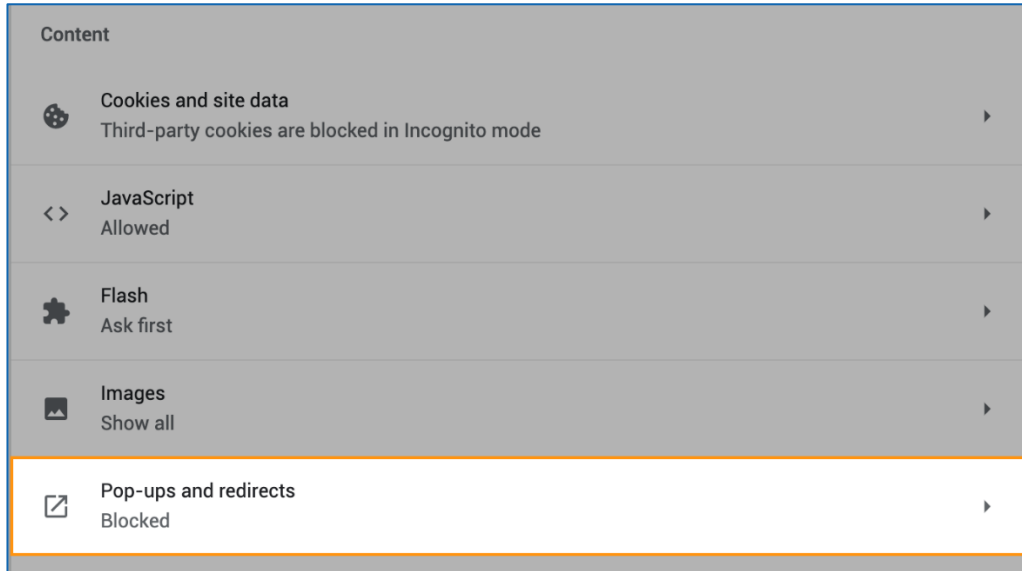 Content
Cookies and site data
Third-party cookies are blocked in Incognito mode
JavaScript
Allowed
Flash
Ask first
Images
Show all
Pop-ups and redirects
Blocked